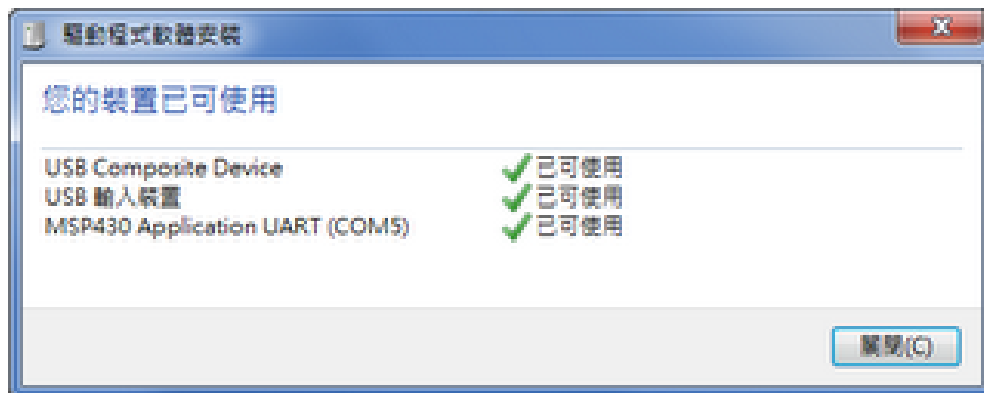 驅動程式軟體安裝
您的裝置已可使用
USB Composite Device 已可使用
USB 輸入裝置 已可使用
MSP430 Application UART (COM5) 已可使用
關閉(C)